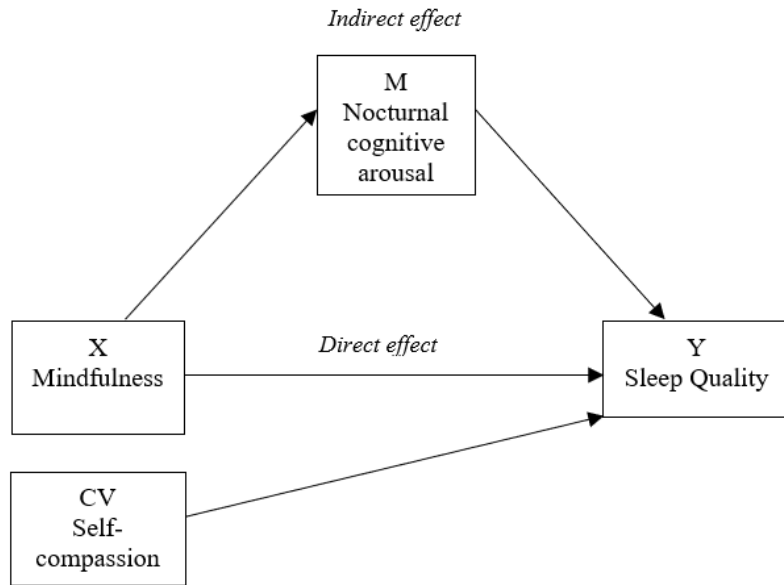 Indirect effect
M
Nocturnal
cognitive
arousal
X
Mindfulness
Direct effect
Y
Sleep Quality
CV
Self-
compassion